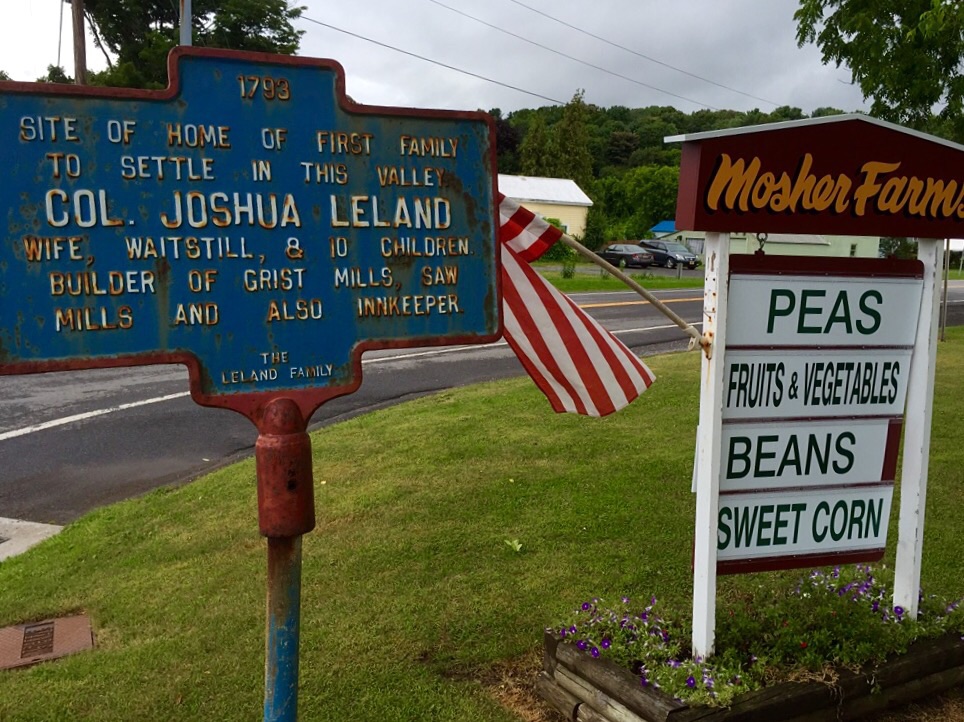 1793
SITE OF HOME OF FIRST FAMILY
TO SETTLE IN THIS VALLEY.
COL. JOSHUA LELAND
WIFE, WAITSTILL, & 10 CHILDREN.
BUILDER OF GRIST MILLS, SAW
MILLS AND ALSO INNKEEPER.
THE
LELAND FAMILY
Mosher Farms
PEAS
FRUITS & VEGETABLES
BEANS
SWEET CORN